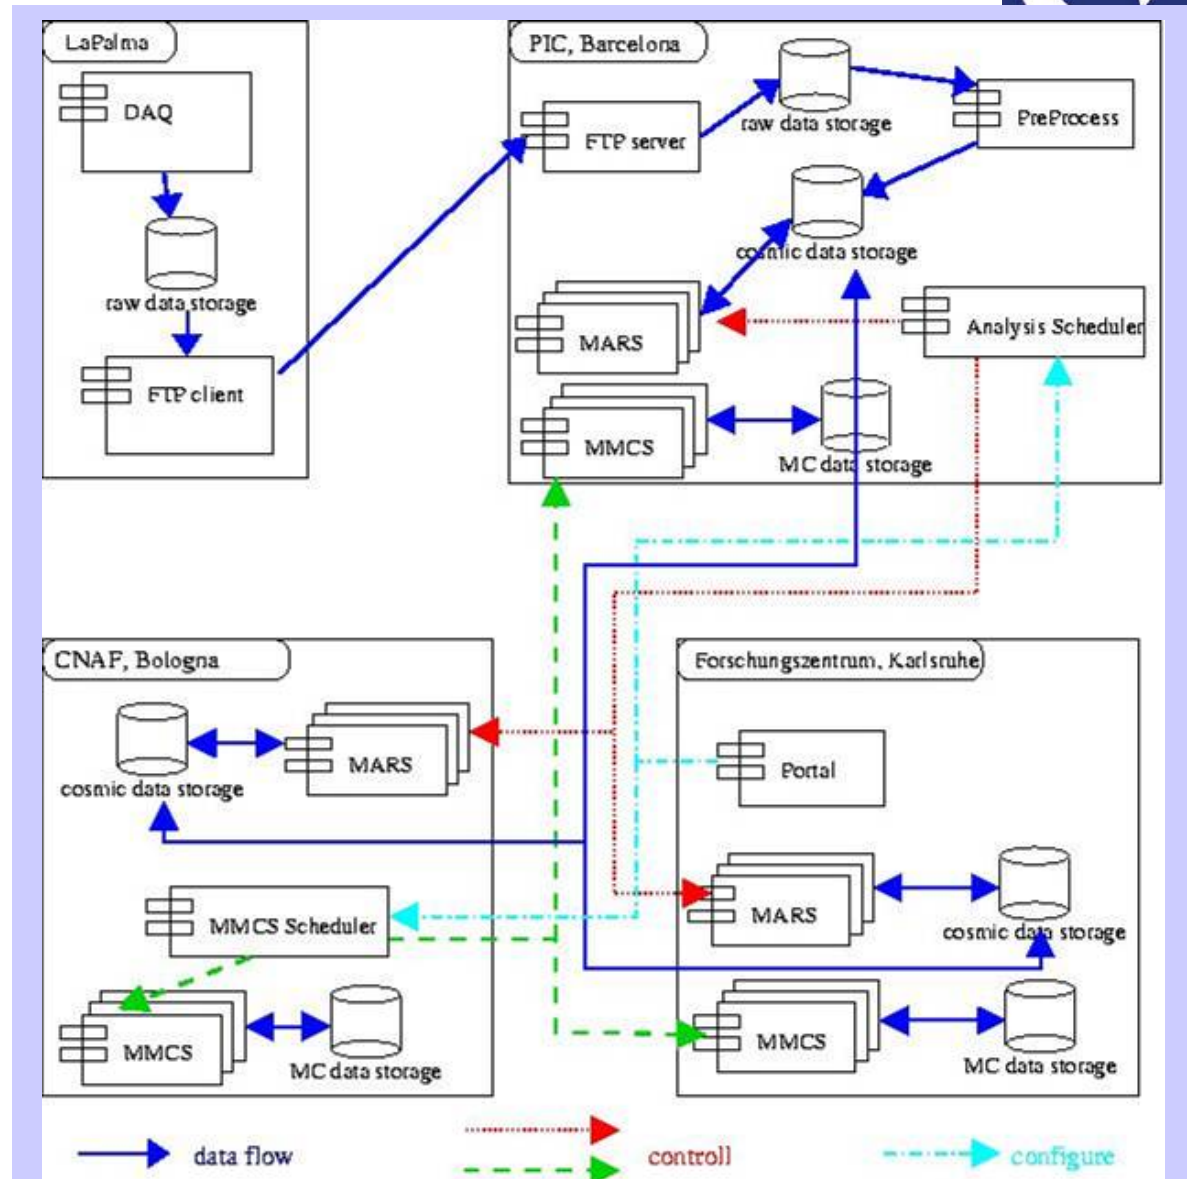 LaPalma
DAQ
raw data storage
FTP client
PIC, Barcelona
FTP server
raw data storage
PreProcess
cosmic data storage
MARS
Analysis Scheduler
MMCS
MC data storage
CNAF, Bologna
cosmic data storage
MARS
MMCS Scheduler
MMCS
MC data storage
Forschungszentrum, Karlsruhe
Portal
MARS
cosmic data storage
MMCS
MC data storage
data flow
controll
configure